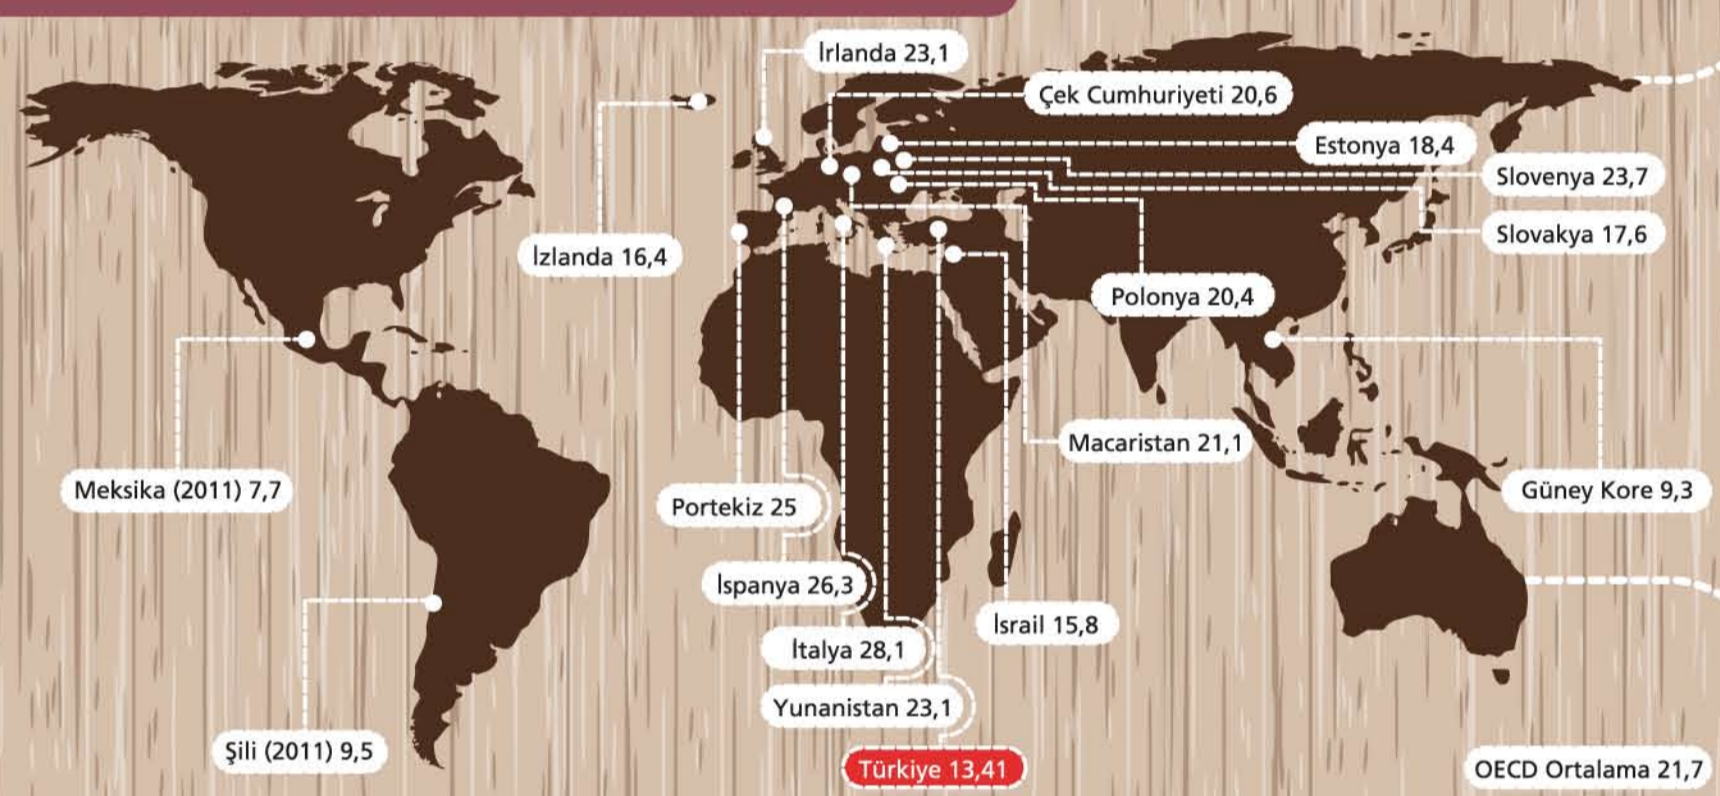 İrlanda 23,1
Çek Cumhuriyeti 20,6
Estonya 18,4
Slovenya 23,7
Slovakya 17,6
İzlanda 16,4
Polonya 20,4
Meksika (2011) 7,7
Macaristan 21,1
Güney Kore 9,3
Portekiz 25
İspanya 26,3
İsrail 15,8
İtalya 28,1
Yunanistan 23,1
Şili (2011) 9,5
Türkiye 13,41
OECD Ortalama 21,7